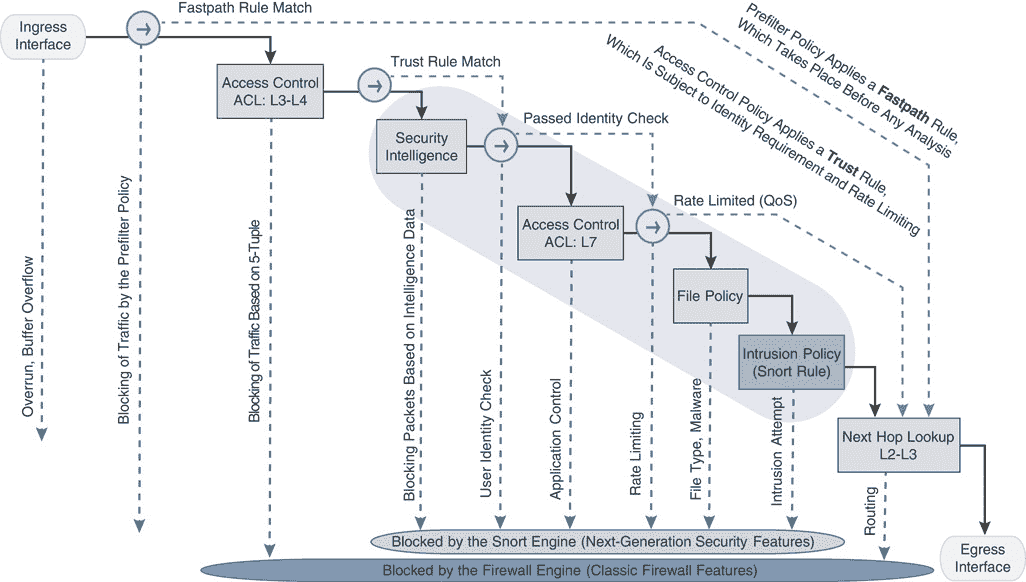 Ingress
Interface
Fastpath Rule Match
Prefilter Policy Applies a Fastpath Rule,
Which Takes Place Before Any Analysis
Access Control Policy Applies a Trust Rule,
Which Is Subject to Identity Requirement and Rate Limiting
Access Control
ACL: L3-L4
Trust Rule Match
Security
Intelligence
Passed Identity Check
Access Control
ACL: L7
Rate Limited (QoS)
File Policy
Intrusion Policy
(Snort Rule)
Next Hop Lookup
L2-L3
Overrun, Buffer Overflow
Blocking of Traffic by the Prefilter Policy
Blocking of Traffic Based on 5-Tuple
Blocking Packets Based on Intelligence Data
User Identity Check
Application Control
Rate Limiting
File Type, Malware
Intrusion Attempt
Routing
Blocked by the Snort Engine (Next-Generation Security Features)
Blocked by the Firewall Engine (Classic Firewall Features)
Egress
Interface